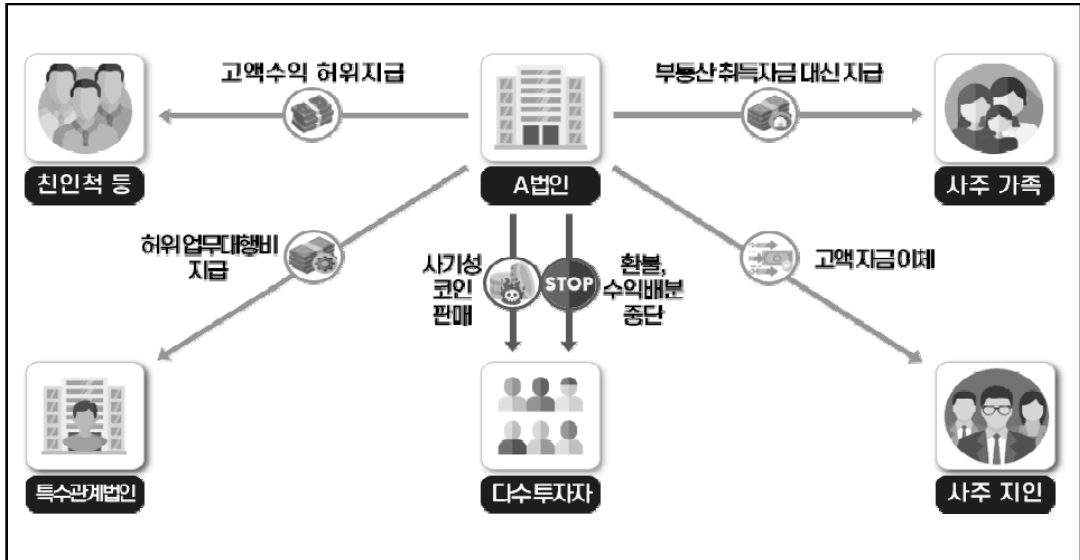 고액수익 허위지급
부동산 취득자금 대신 지급
친인척 등
A법인
사주 가족
허위 업무대행비
지급
사기성
코인
판매
STOP
환불,
수익배분
중단
고액 자금 이체
특수관계법인
다수 투자자
사주 지인